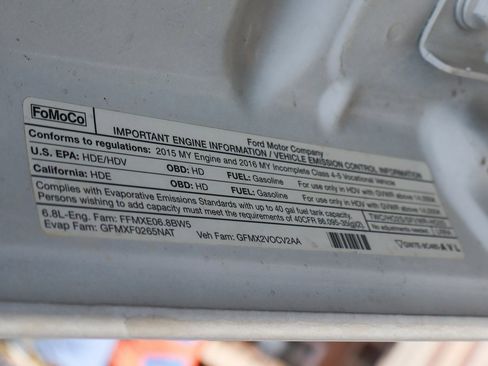 FoMoCo
Ford Motor Company
IMPORTANT ENGINE INFORMATION / VEHICLE EMISSION CONTROL INFORMATION
Conforms to regulations: 2015 MY Engine and 2016 MY Incomplete Class 4-5 Vocational Vehicle
U.S. EPA: HDE/HDV OBD: HD FUEL: Gasoline For use only in HDV with GVWR above 14,000#
California: HDE OBD: HD FUEL: Gasoline For use only in HDV with GVWR above 14,000#
Complies with Evaporative Emissions Standards with up to 40 gal fuel tank capacity.
Persons wishing to add capacity must meet the requirements of 40CFR 86.095-35(g)(2)
6.8L-Eng. Fam: FFMXE06.8BW5 Veh Fam: GFMX2VOCV2AA
Evap Fam: GFMXF0265NAT